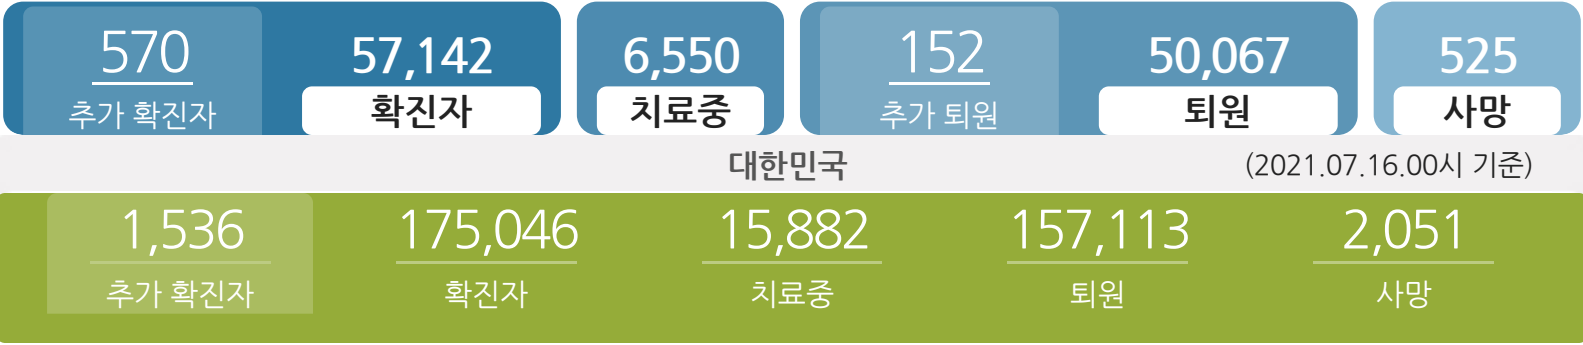 570 57,142 6,550 152 50,067 525
추가 확진자 확진자 치료중 추가 퇴원 퇴원 사망
대한민국 (2021.07.16.00시 기준)
1,536 175,046 15,882 157,113 2,051
추가 확진자 확진자 치료중 퇴원 사망